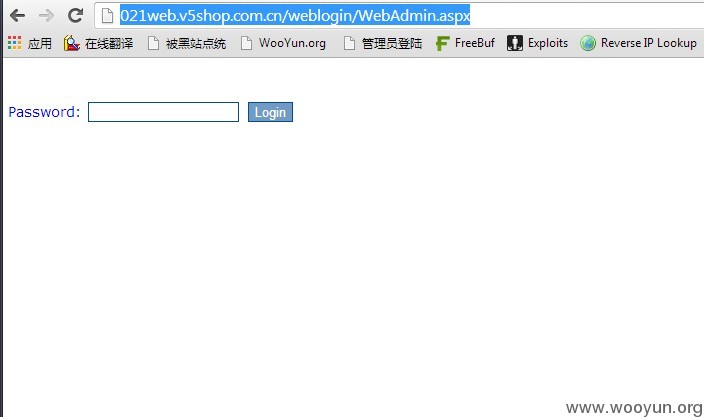 021web.v5shop.com.cn/weblogin/WebAdmin.aspx
应用 在线翻译 被黑站点统 WooYun.org 管理员登陆 FreeBuf Exploits Reverse IP Lookup
Password: Login
www.wooyun.org